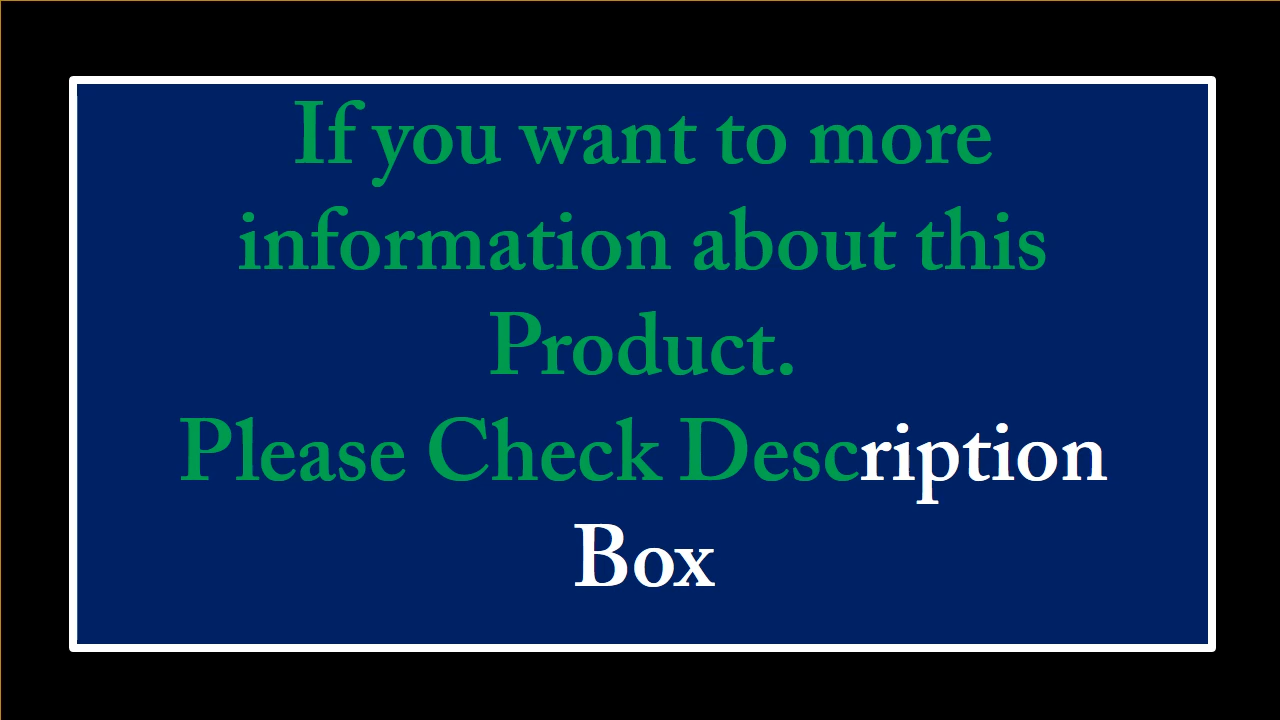 If you want to more
information about this
Product.
Please Check Description
Box